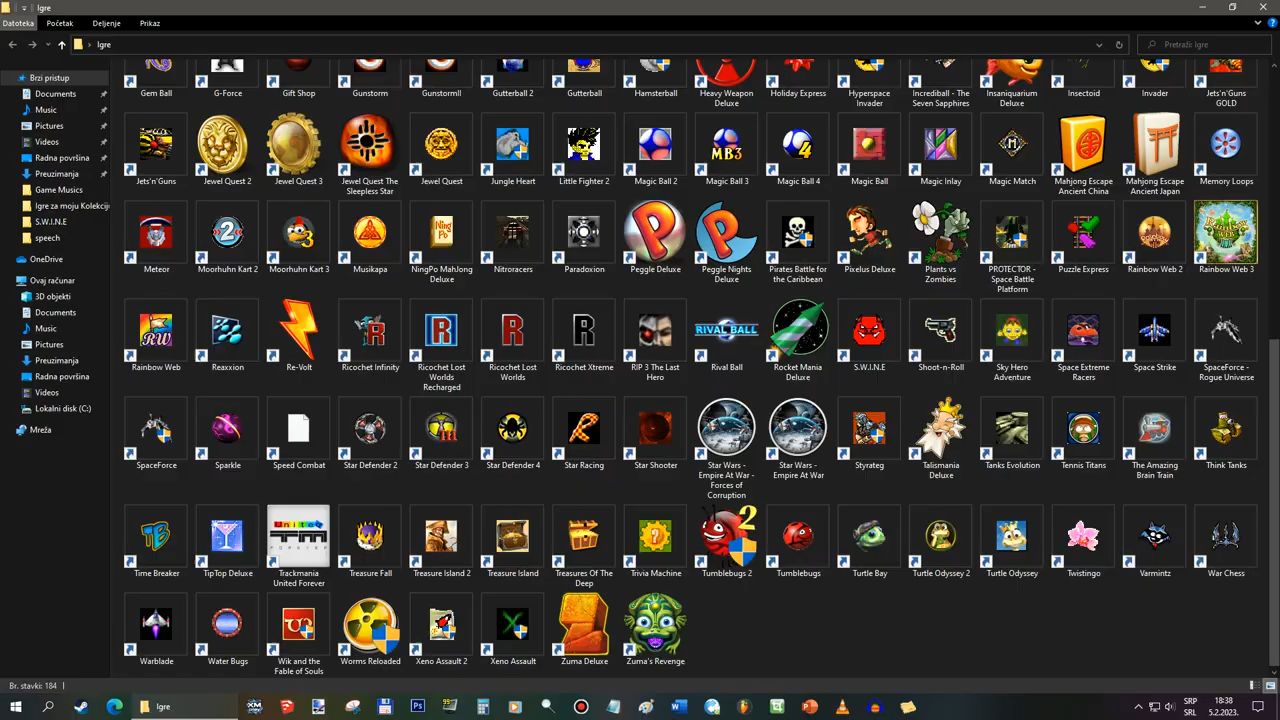 Igre
Datoteka Početak Deljenje Prikaz
Igre
Pretraži: Igre
Brzi pristup
Documents
Music
Pictures
Videos
Radna površina
Preuzimanja
Game Musics
Igre za moju Kolekciju
S.W.I.N.E
speech
OneDrive
Ovaj računar
3D objekti
Documents
Music
Pictures
Preuzimanja
Radna površina
Videos
Lokalni disk (C:)
Mreža
Gem Ball G-Force Gift Shop Gunstorm GunstormII Gutterball 2 Gutterball Hamsterball Heavy Weapon Deluxe Holiday Express Hyperspace Invader Incrediball - The Seven Sapphires Insaniquarium Deluxe Insectoid Invader Jets'n'Guns GOLD
Jets'n'Guns Jewel Quest 2 Jewel Quest 3 Jewel Quest The Sleepless Star Jewel Quest Jungle Heart Little Fighter 2 Magic Ball 2 Magic Ball 3 Magic Ball 4 Magic Ball Magic Inlay Magic Match Mahjong Escape Ancient China Mahjong Escape Ancient Japan Memory Loops
MB3
4
Meteor Moorhuhn Kart 2 Moorhuhn Kart 3 Musikapa NingPo MahJong Deluxe Nitroracers Paradoxion Peggle Deluxe Peggle Nights Deluxe Pirates Battle for the Caribbean Pixelus Deluxe Plants vs Zombies PROTECTOR - Space Battle Platform Puzzle Express Rainbow Web 2 Rainbow Web 3
Rainbow Web Reaxxion Re-Volt Ricochet Infinity Ricochet Lost Worlds Recharged Ricochet Lost Worlds Ricochet Xtreme RIP 3 The Last Hero Rival Ball Rocket Mania Deluxe S.W.I.N.E Shoot-n-Roll Sky Hero Adventure Space Extreme Racers Space Strike SpaceForce - Rogue Universe
RIVAL BALL
SpaceForce Sparkle Speed Combat Star Defender 2 Star Defender 3 Star Defender 4 Star Racing Star Shooter Star Wars - Empire At War - Forces of Corruption Star Wars - Empire At War Styrateg Talismania Deluxe Tanks Evolution Tennis Titans The Amazing Brain Train Think Tanks
Time Breaker TipTop Deluxe Trackmania United Forever Treasure Fall Treasure Island 2 Treasure Island Treasures Of The Deep Trivia Machine Tumblebugs 2 Tumblebugs Turtle Bay Turtle Odyssey 2 Turtle Odyssey Twistingo Varmintz War Chess
Warblade Water Bugs Wik and the Fable of Souls Worms Reloaded Xeno Assault 2 Xeno Assault Zuma Deluxe Zuma's Revenge
Br. stavki: 184
Igre
SRP
SRL
18:38
5.2.2023.